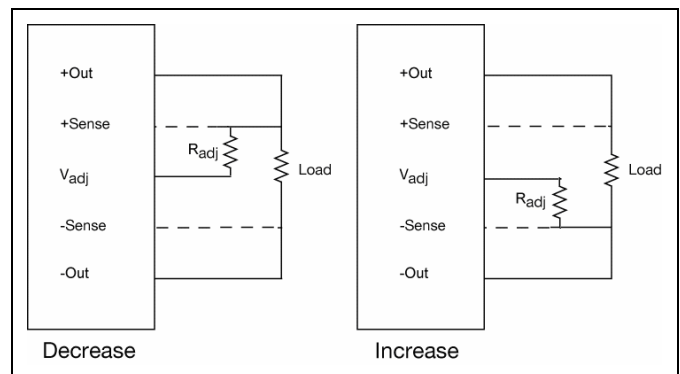 +Out
+Sense
Radj
Vadj
Load
-Sense
-Out
Decrease
+Out
+Sense
Vadj
Load
Radj
-Sense
-Out
Increase